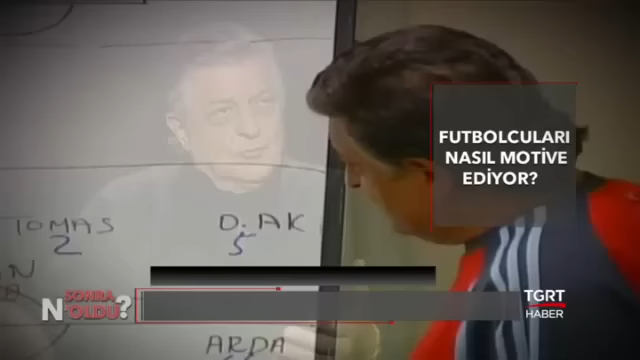 FUTBOLCULARI
NASIL MOTİVE
EDİYOR?
TOMAS
2
D.AK
5
ARDA
SONRA
N'OLDU?
TGRT
HABER